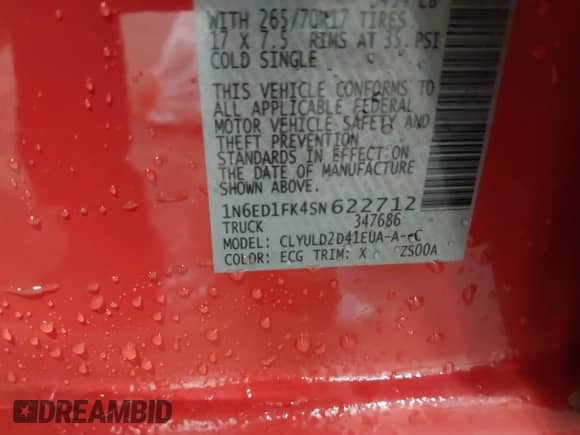 WITH 265/70R17 TIRES
17 X 7.5 RIMS AT 35 PSI
COLD SINGLE
THIS VEHICLE CONFORMS TO
ALL APPLICABLE FEDERAL
MOTOR VEHICLE SAFETY AND
THEFT PREVENTION
STANDARDS IN EFFECT ON
THE DATE OF MANUFACTURE
SHOWN ABOVE.
1N6ED1FK4SN622712
TRUCK 347686
MODEL: CLYULD2D41EUA-A-
COLOR: ECG TRIM: X ZS00A
DREAMBID